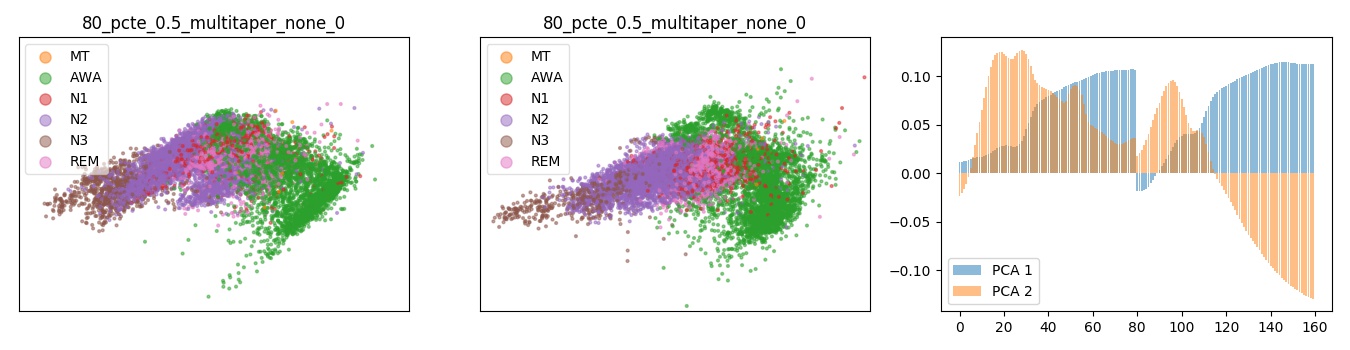 80_pcte_0.5_multitaper_none_0
MT
AWA
N1
N2
N3
REM
80_pcte_0.5_multitaper_none_0
MT
AWA
N1
N2
N3
REM
0.10
0.05
0.00
−0.05
−0.10
PCA 1
PCA 2
0 20 40 60 80 100 120 140 160